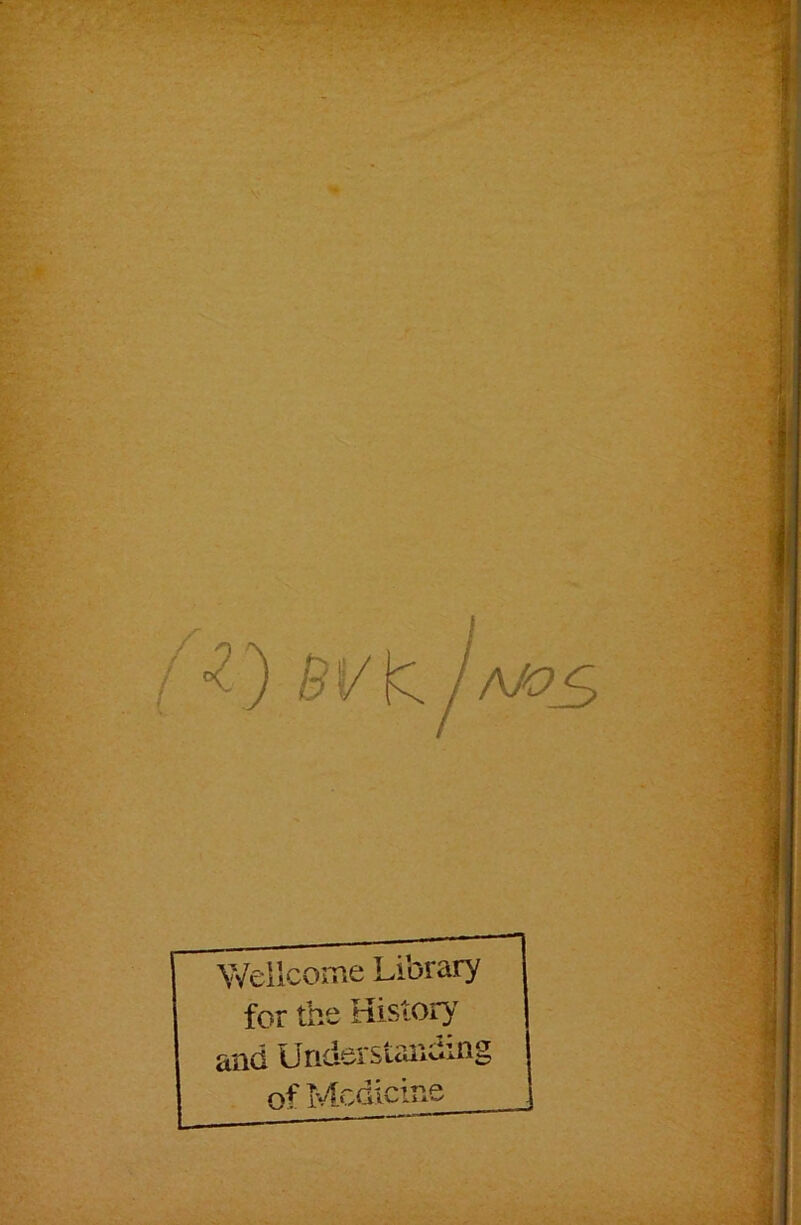 (2) BVK / NOS
Wellcome Library
for the History
and Understanding
of Medicine